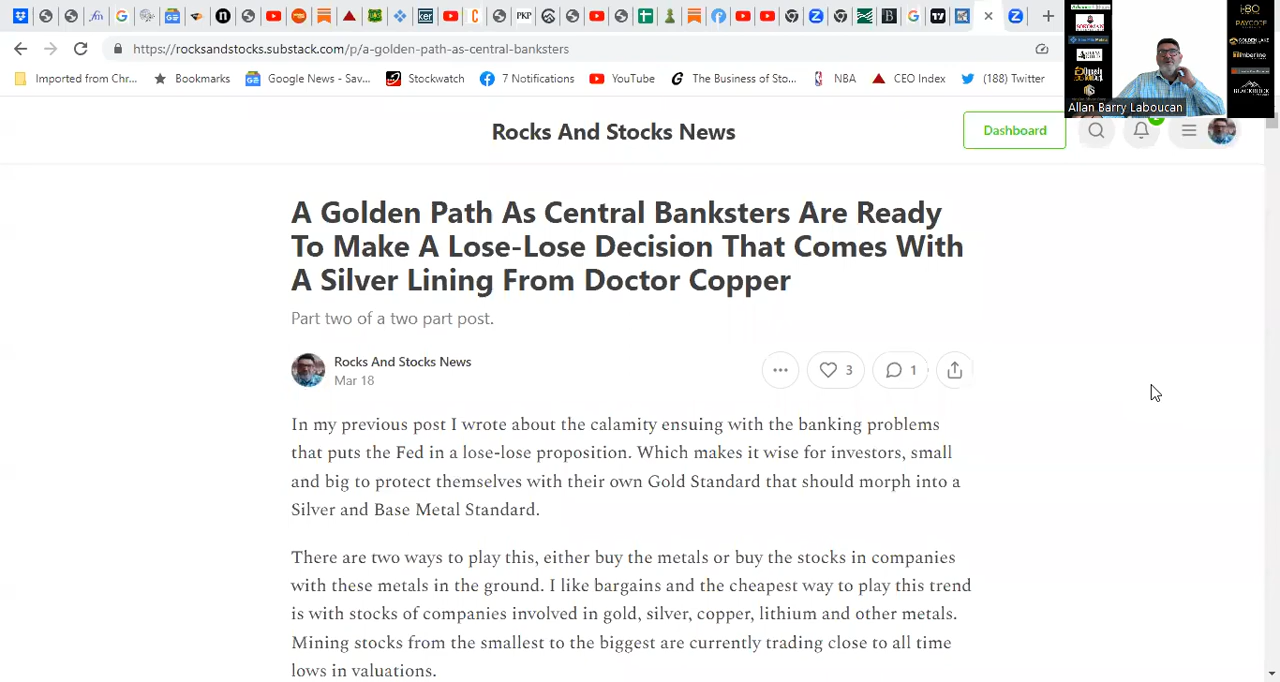 https://rocksandstocks.substack.com/p/a-golden-path-as-central-banksters
Imported from Chr...
Bookmarks
Google News - Sav...
Stockwatch
7 Notifications
YouTube
The Business of Sto...
NBA
CEO Index
(188) Twitter
Allan Barry Laboucan
Rocks And Stocks News
Dashboard
A Golden Path As Central Banksters Are Ready
To Make A Lose-Lose Decision That Comes With
A Silver Lining From Doctor Copper
Part two of a two part post.
Rocks And Stocks News
Mar 18
3
1
In my previous post I wrote about the calamity ensuing with the banking problems
that puts the Fed in a lose-lose proposition. Which makes it wise for investors, small
and big to protect themselves with their own Gold Standard that should morph into a
Silver and Base Metal Standard.
There are two ways to play this, either buy the metals or buy the stocks in companies
with these metals in the ground. I like bargains and the cheapest way to play this trend
is with stocks of companies involved in gold, silver, copper, lithium and other metals.
Mining stocks from the smallest to the biggest are currently trading close to all time
lows in valuations.